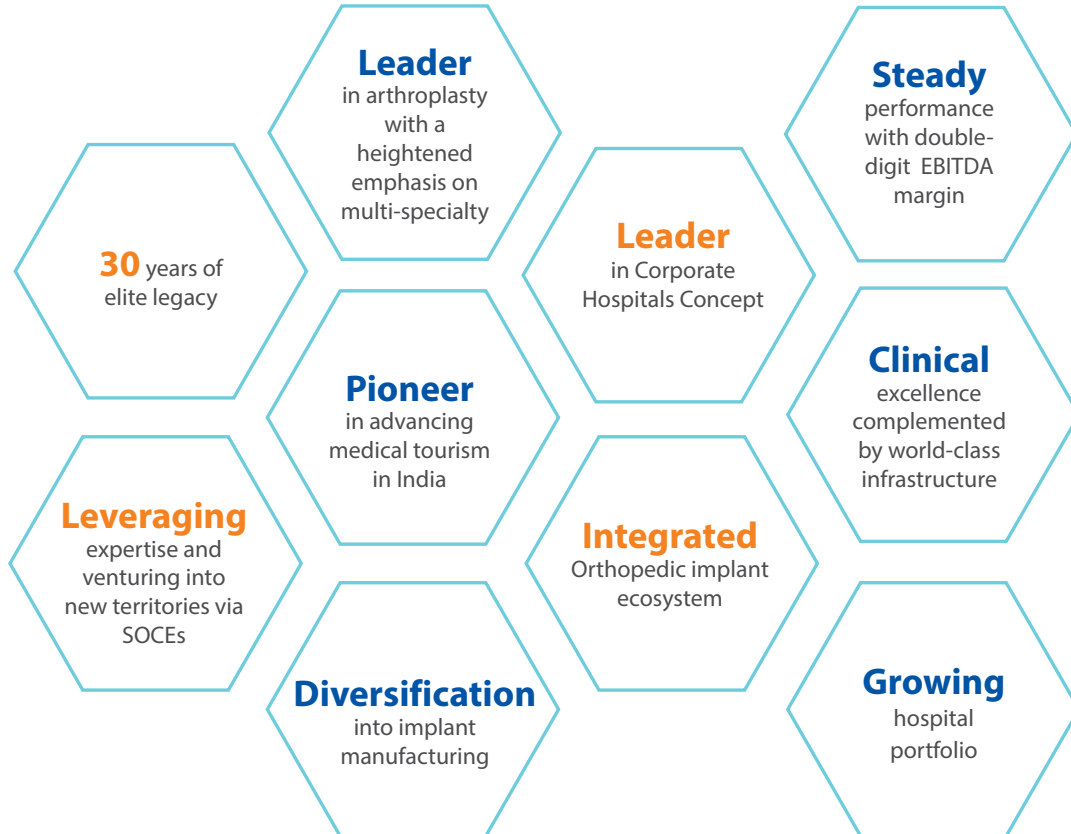 Leader
in arthroplasty
with a
heightened
emphasis on
multi-specialty
Steady
performance
with double-
digit EBITDA
margin
30 years of
elite legacy
Leader
in Corporate
Hospitals Concept
Pioneer
in advancing
medical tourism
in India
Clinical
excellence
complemented
by world-class
infrastructure
Leveraging
expertise and
venturing into
new territories via
SOCEs
Integrated
Orthopedic implant
ecosystem
Diversification
into implant
manufacturing
Growing
hospital
portfolio